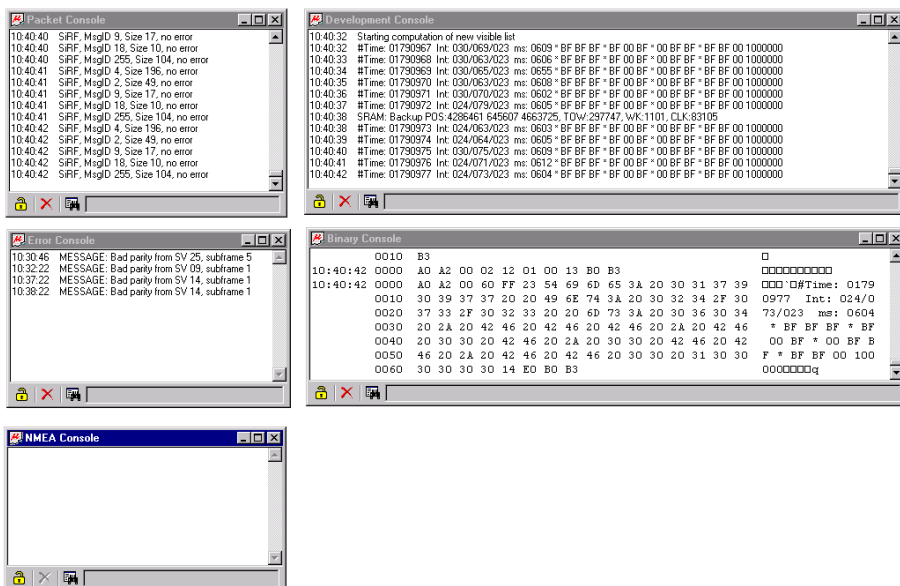 Packet Console
10:40:40 SiRF, MsgID 9, Size 17, no error
10:40:40 SiRF, MsgID 18, Size 10, no error
10:40:40 SiRF, MsgID 255, Size 104, no error
10:40:41 SiRF, MsgID 4, Size 196, no error
10:40:41 SiRF, MsgID 2, Size 49, no error
10:40:41 SiRF, MsgID 9, Size 17, no error
10:40:41 SiRF, MsgID 18, Size 10, no error
10:40:41 SiRF, MsgID 255, Size 104, no error
10:40:42 SiRF, MsgID 4, Size 196, no error
10:40:42 SiRF, MsgID 2, Size 49, no error
10:40:42 SiRF, MsgID 9, Size 17, no error
10:40:42 SiRF, MsgID 18, Size 10, no error
10:40:42 SiRF, MsgID 255, Size 104, no error
Development Console
10:40:32 Starting computation of new visible list
10:40:32 #Time: 01790967 Int: 030/069/023 ms: 0609 * BF BF BF * BF 00 BF * 00 BF BF * BF BF 00 1000000
10:40:33 #Time: 01790968 Int: 030/063/023 ms: 0606 * BF BF BF * BF 00 BF * 00 BF BF * BF BF 00 1000000
10:40:34 #Time: 01790969 Int: 030/065/023 ms: 0655 * BF BF BF * BF 00 BF * 00 BF BF * BF BF 00 1000000
10:40:35 #Time: 01790970 Int: 030/063/023 ms: 0608 * BF BF BF * BF 00 BF * 00 BF BF * BF BF 00 1000000
10:40:36 #Time: 01790971 Int: 030/070/023 ms: 0602 * BF BF BF * BF 00 BF * 00 BF BF * BF BF 00 1000000
10:40:37 #Time: 01790972 Int: 024/079/023 ms: 0605 * BF BF BF * BF 00 BF * 00 BF BF * BF BF 00 1000000
10:40:38 SRAM: Backup POS:4286461 645607 4663725, TOW:297747, WK:1101, CLK:83105
10:40:38 #Time: 01790973 Int: 024/063/023 ms: 0603 * BF BF BF * BF 00 BF * 00 BF BF * BF BF 00 1000000
10:40:39 #Time: 01790974 Int: 024/064/023 ms: 0605 * BF BF BF * BF 00 BF * 00 BF BF * BF BF 00 1000000
10:40:40 #Time: 01790975 Int: 030/075/023 ms: 0609 * BF BF BF * BF 00 BF * 00 BF BF * BF BF 00 1000000
10:40:41 #Time: 01790976 Int: 024/071/023 ms: 0612 * BF BF BF * BF 00 BF * 00 BF BF * BF BF 00 1000000
10:40:42 #Time: 01790977 Int: 024/073/023 ms: 0604 * BF BF BF * BF 00 BF * 00 BF BF * BF BF 00 1000000
Error Console
10:30:46 MESSAGE: Bad parity from SV 25, subframe 5
10:32:22 MESSAGE: Bad parity from SV 09, subframe 1
10:37:22 MESSAGE: Bad parity from SV 14, subframe 1
10:38:22 MESSAGE: Bad parity from SV 14, subframe 1
Binary Console
0010 B3 □
10:40:42 0000 A0 A2 00 02 12 01 00 13 B0 B3 □□□□□□□□□□
10:40:42 0000 A0 A2 00 60 FF 23 54 69 6D 65 3A 20 30 31 37 39 □□□`□#Time: 0179
0010 30 39 37 37 20 20 49 6E 74 3A 20 30 32 34 2F 30 0977 Int: 024/0
0020 37 33 2F 30 32 33 20 20 6D 73 3A 20 30 36 30 34 73/023 ms: 0604
0030 20 2A 20 42 46 20 42 46 20 42 46 20 2A 20 42 46 * BF BF BF * BF
0040 20 30 30 20 42 46 20 2A 20 30 30 20 42 46 20 42 00 BF * 00 BF B
0050 46 20 2A 20 42 46 20 42 46 20 30 30 20 31 30 30 F * BF BF 00 100
0060 30 30 30 30 14 E0 B0 B3 0000□□□□q
NMEA Console